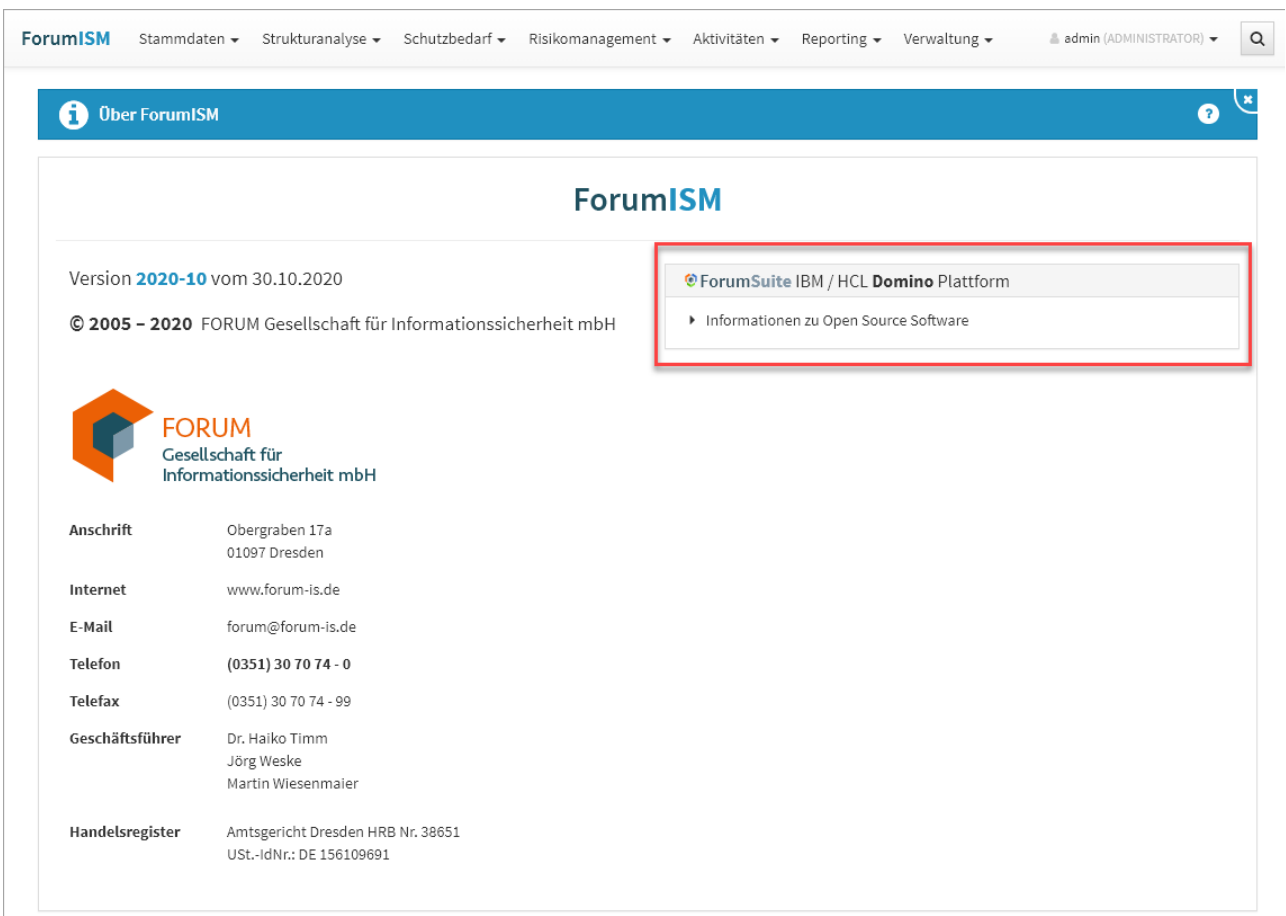 ForumISM Stammdaten Strukturanalyse Schutzbedarf Risikomanagement Aktivitäten Reporting Verwaltung admin (ADMINISTRATOR)
Über ForumISM
ForumISM
Version 2020-10 vom 30.10.2020
© 2005 – 2020 FORUM Gesellschaft für Informationssicherheit mbH
ForumSuite IBM / HCL Domino Plattform
Informationen zu Open Source Software
FORUM
Gesellschaft für
Informationssicherheit mbH
Anschrift Obergraben 17a
01097 Dresden
Internet www.forum-is.de
E-Mail forum@forum-is.de
Telefon (0351) 30 70 74 - 0
Telefax (0351) 30 70 74 - 99
Geschäftsführer Dr. Haiko Timm
Jörg Weske
Martin Wiesenmaier
Handelsregister Amtsgericht Dresden HRB Nr. 38651
USt.-IdNr.: DE 156109691